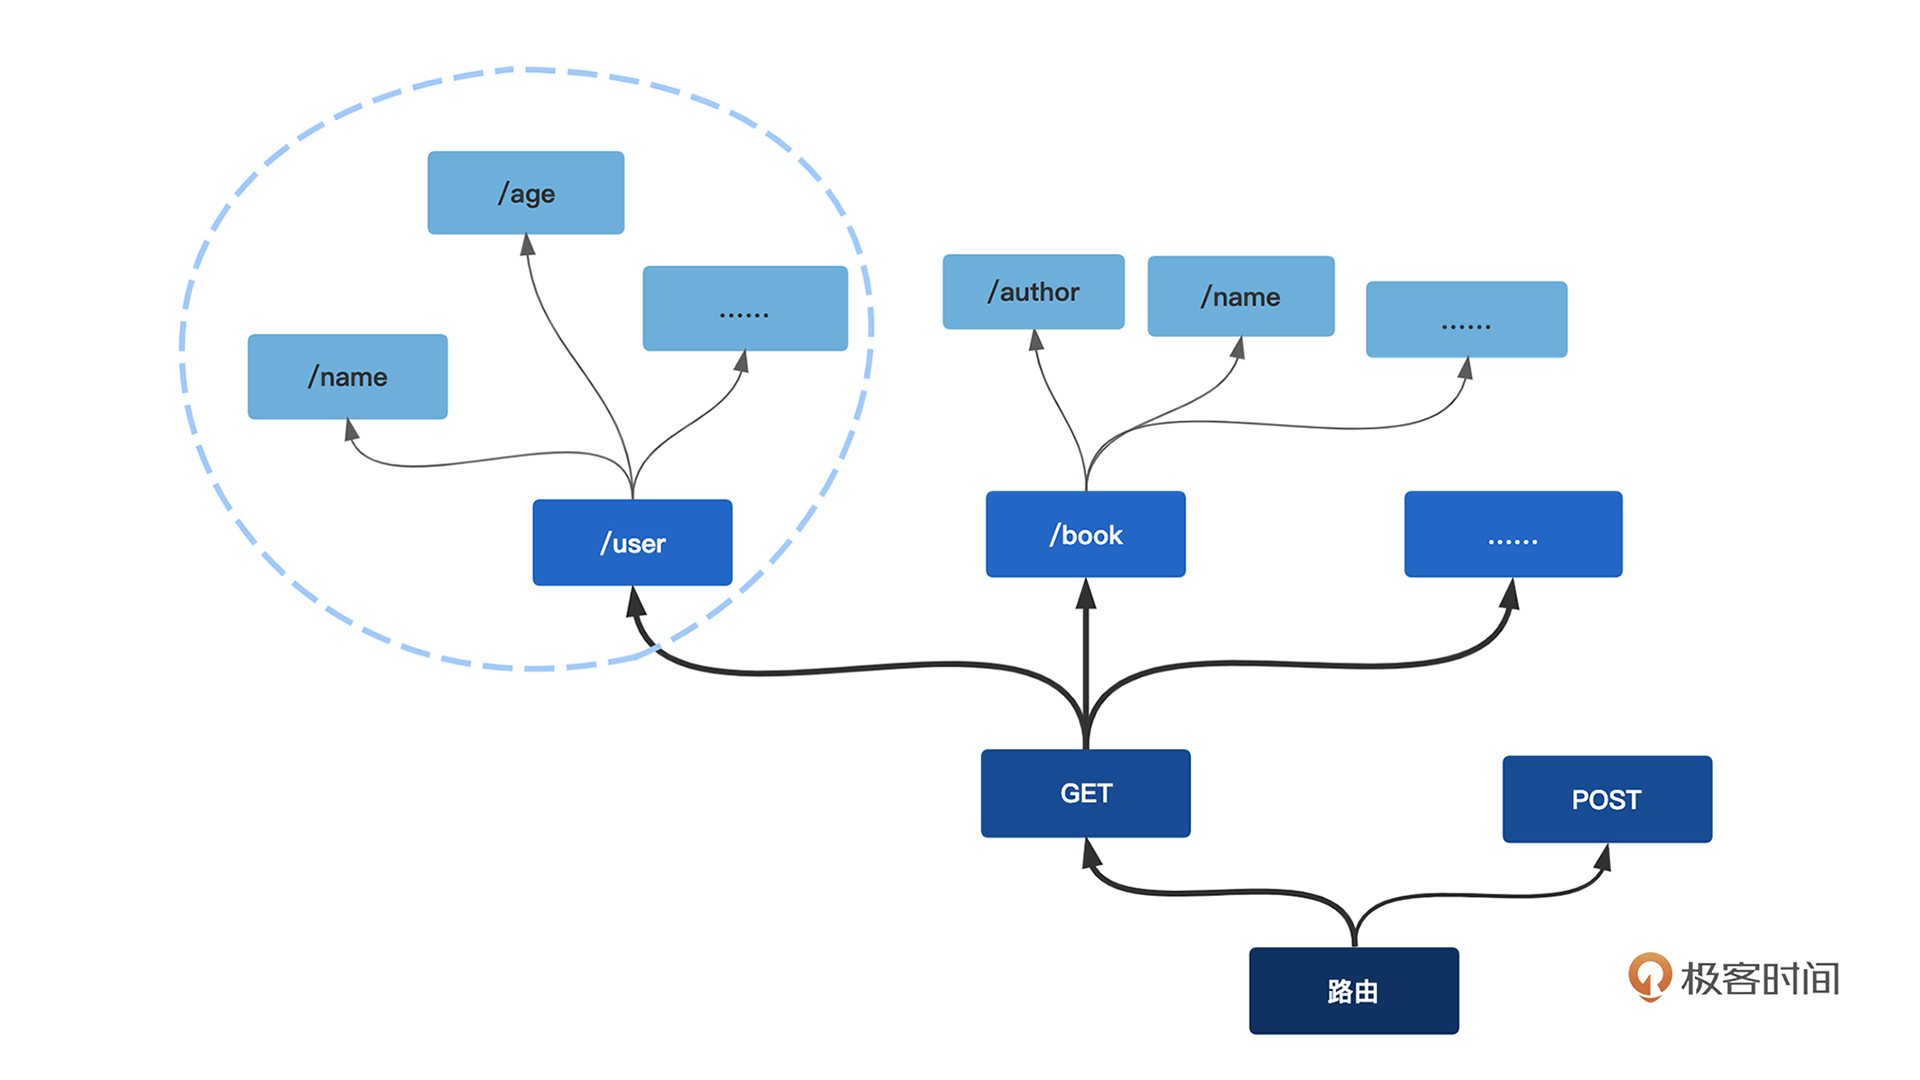 /age
......
/name
/author
/name
......
/user
/book
......
GET
POST
路由
极客时间